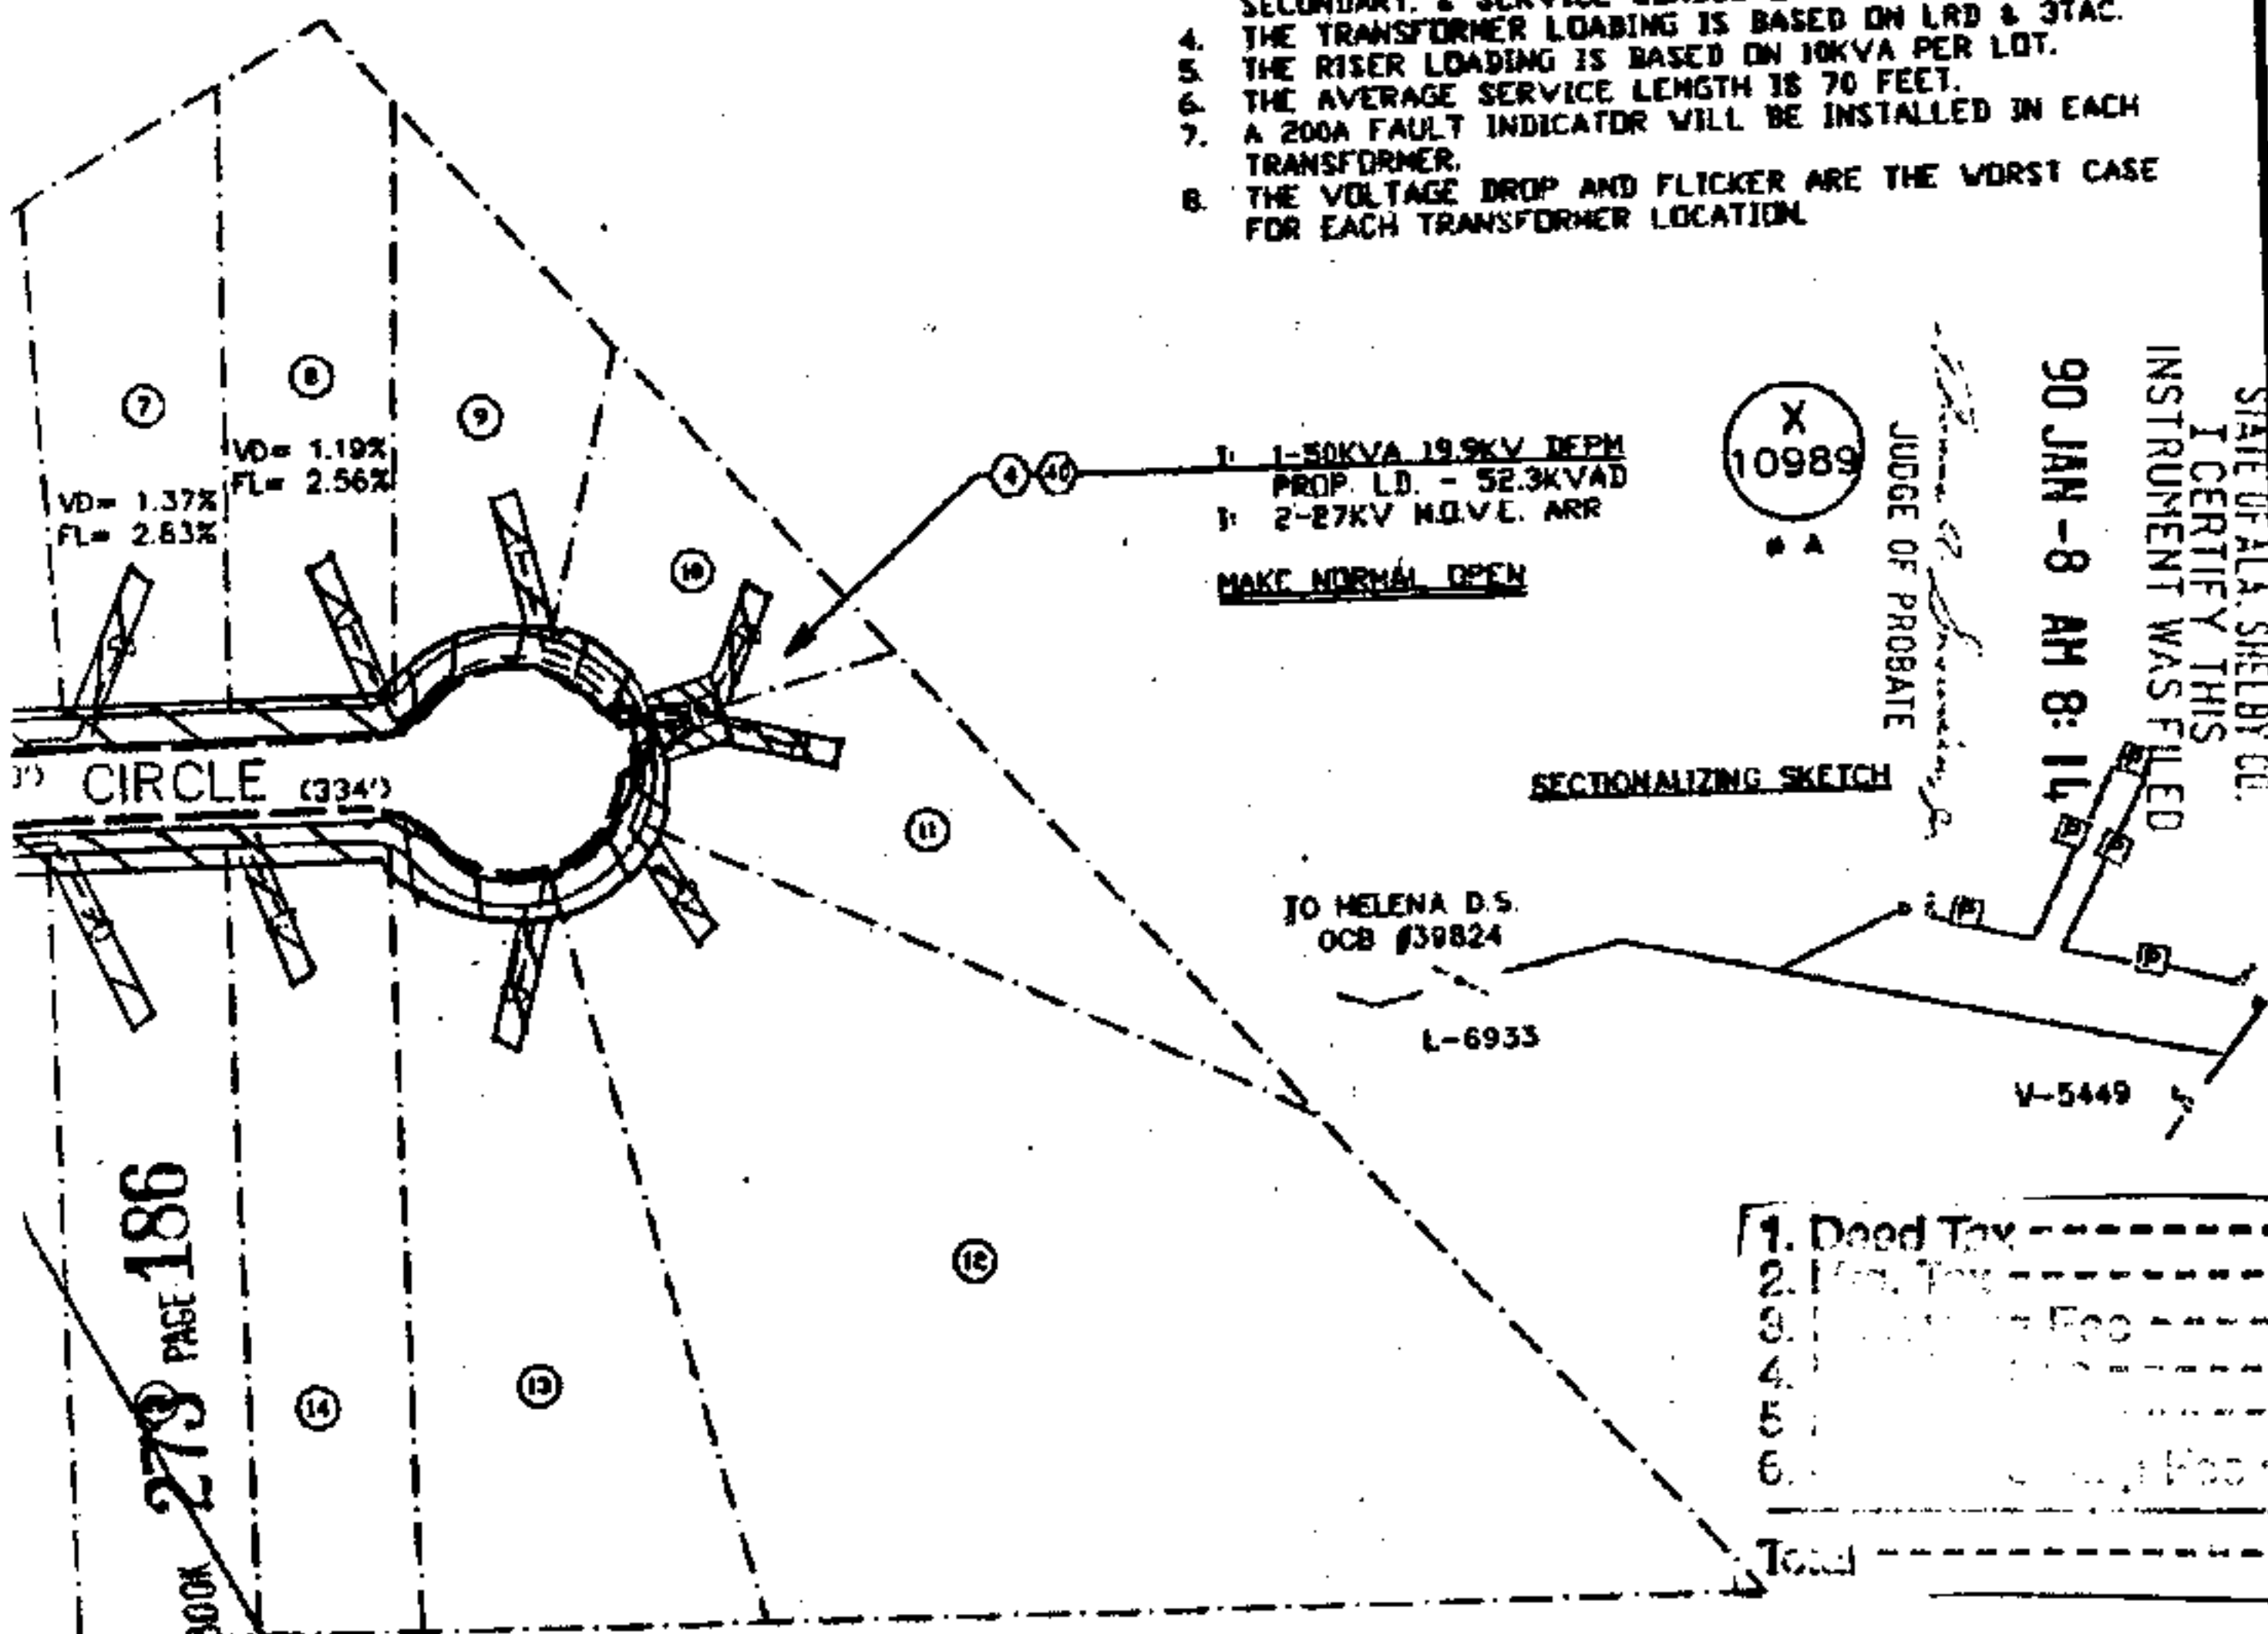 4. THE TRANSFORMER LOADING IS BASED ON LRD & 3TAC.
5. THE RISER LOADING IS BASED ON 10KVA PER LOT.
6. THE AVERAGE SERVICE LENGTH IS 70 FEET.
7. A 200A FAULT INDICATOR WILL BE INSTALLED IN EACH
TRANSFORMER.
8. THE VOLTAGE DROP AND FLICKER ARE THE WORST CASE
FOR EACH TRANSFORMER LOCATION.
7
8
9
VD= 1.19%
FL= 2.56%
VD= 1.37%
FL= 2.63%
10
4
40
I: 1-50KVA 19.9KV DFPM
PROP. LD. - 52.3KVAD
I: 2-27KV M.O.V.E. ARR
MAKE NORMAL OPEN
X
10989
A
JUDGE OF PROBATE
90 JAN -8 AM 8: 14
STATE OF ALA. SHELBY CO.
I CERTIFY THIS
INSTRUMENT WAS FILED
CIRCLE (334')
11
SECTIONALIZING SKETCH
TO HELENA D.S.
OCB #39824
L-6933
V-5449
P
P
P
P
P
12
13
14
BOOK 273 PAGE 186
1. Deed Tax
2. Tax
3. Fee
4.
5.
6. Fee
Total